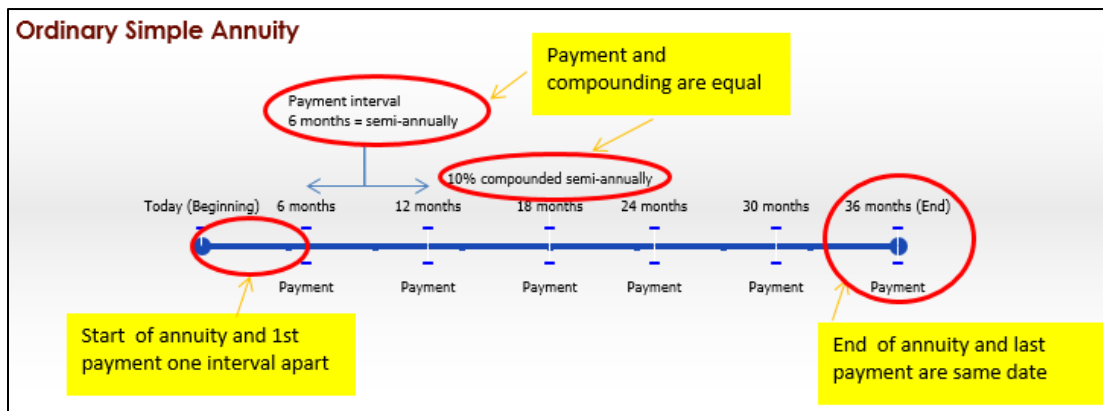 Ordinary Simple Annuity
Payment and
compounding are equal
Payment interval
6 months = semi-annually
10% compounded semi-annually
Today (Beginning) 6 months 12 months 18 months 24 months 30 months 36 months (End)
Payment Payment Payment Payment Payment Payment
Start of annuity and 1st
payment one interval apart
End of annuity and last
payment are same date